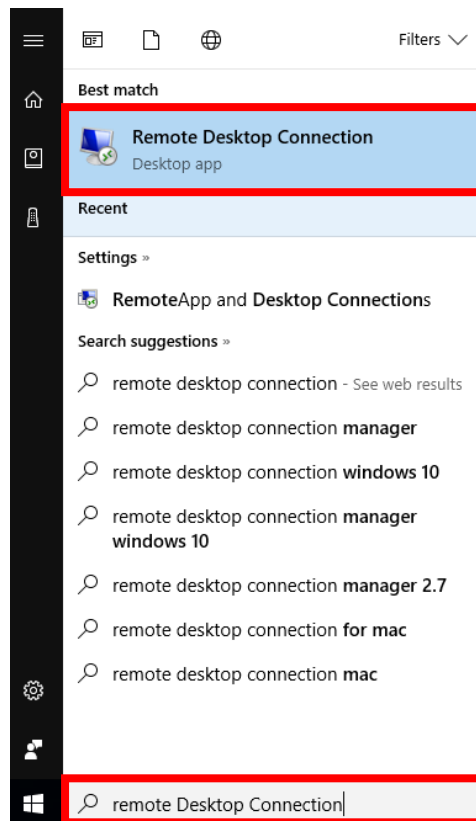 Filters
Best match
Remote Desktop Connection
Desktop app
Recent
Settings »
RemoteApp and Desktop Connections
Search suggestions »
remote desktop connection - See web results
remote desktop connection manager
remote desktop connection windows 10
remote desktop connection manager
windows 10
remote desktop connection manager 2.7
remote desktop connection for mac
remote desktop connection mac
remote Desktop Connection